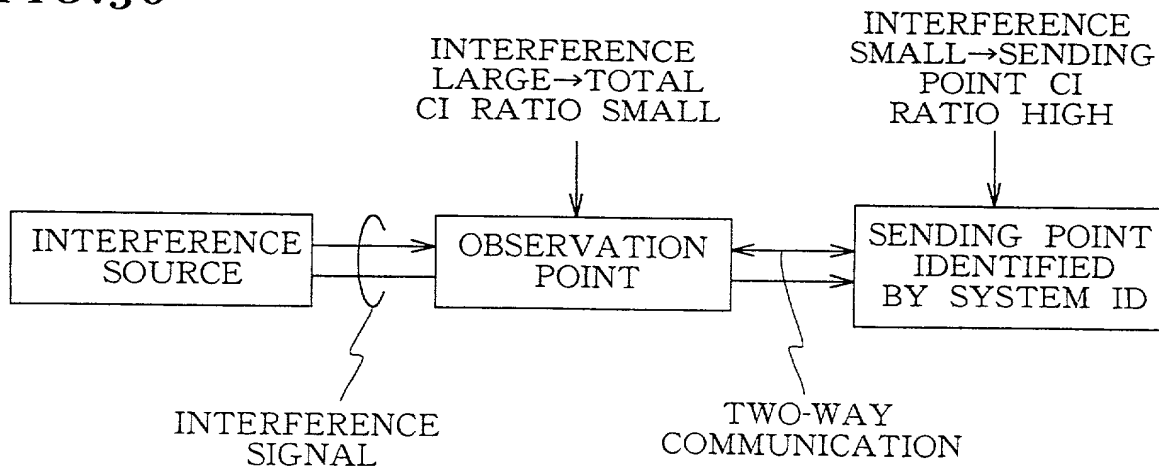 INTERFERENCE
LARGE→TOTAL
CI RATIO SMALL
INTERFERENCE
SMALL→SENDING
POINT CI
RATIO HIGH
INTERFERENCE
SOURCE
OBSERVATION
POINT
SENDING POINT
IDENTIFIED
BY SYSTEM ID
INTERFERENCE
SIGNAL
TWO-WAY
COMMUNICATION